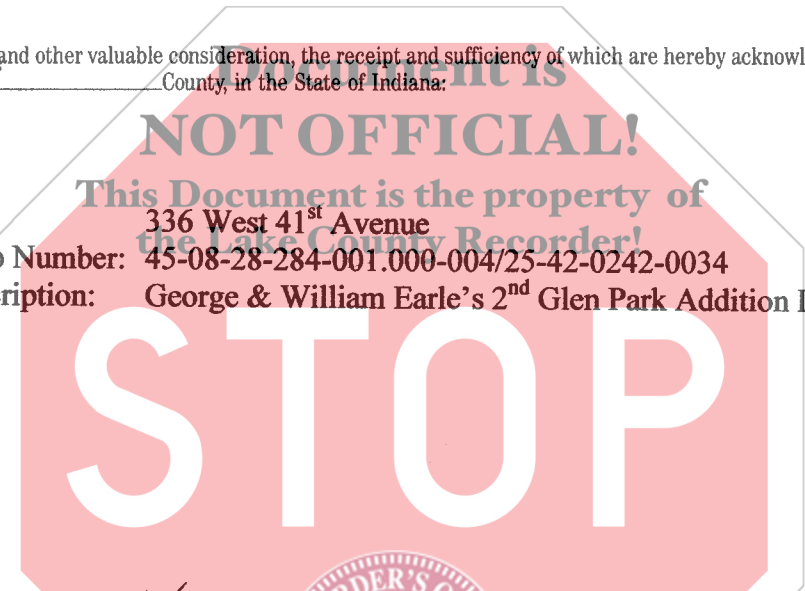 and other valuable consideration, the receipt and sufficiency of which are hereby acknowl
County, in the State of Indiana:
Document is
NOT OFFICIAL!
This Document is the property of
the Lake County Recorder!
336 West 41st Avenue
Number: 45-08-28-284-001.000-004/25-42-0242-0034
ription: George & William Earle's 2nd Glen Park Addition
STOP
DER'S